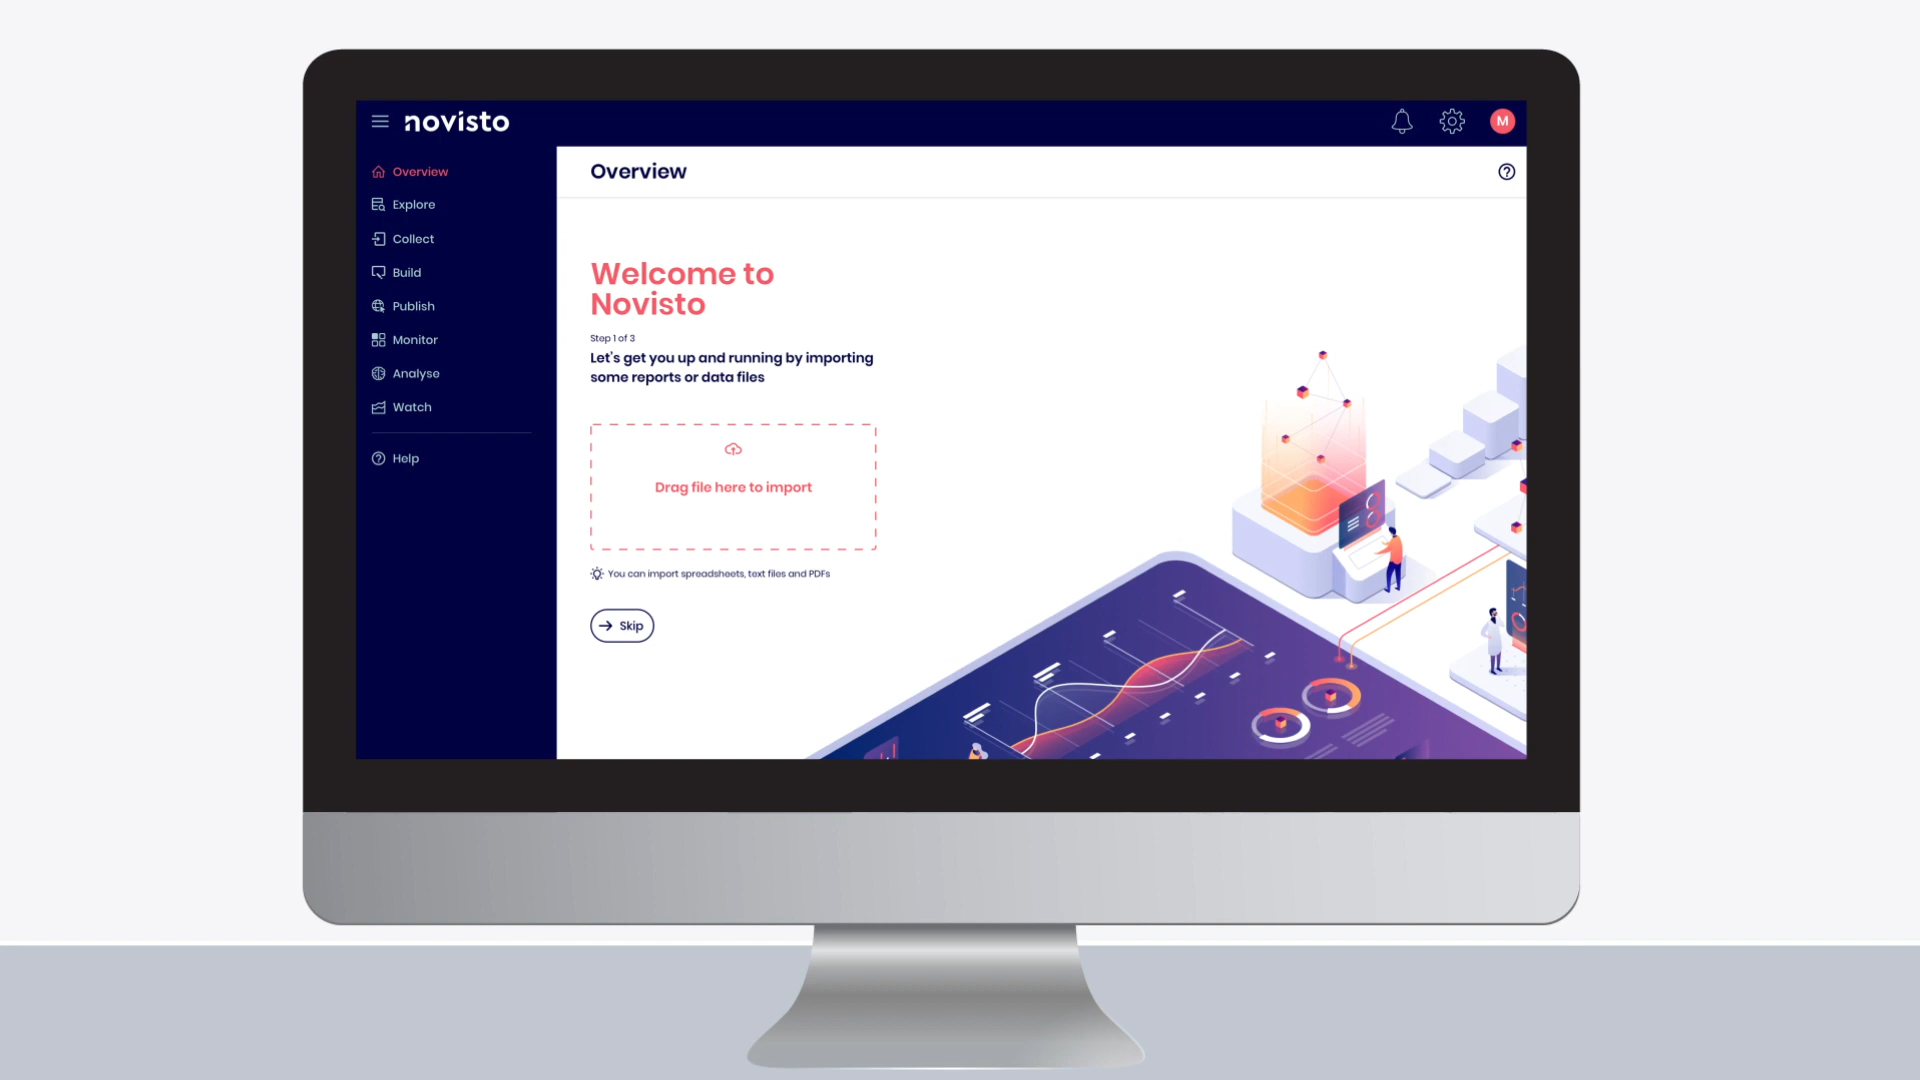 novisto
M
Overview
Explore
Collect
Build
Publish
Monitor
Analyse
Watch
Help
Overview
Welcome to
Novisto
Step 1 of 3
Let's get you up and running by importing
some reports or data files
Drag file here to import
You can import spreadsheets, text files and PDFs
Skip